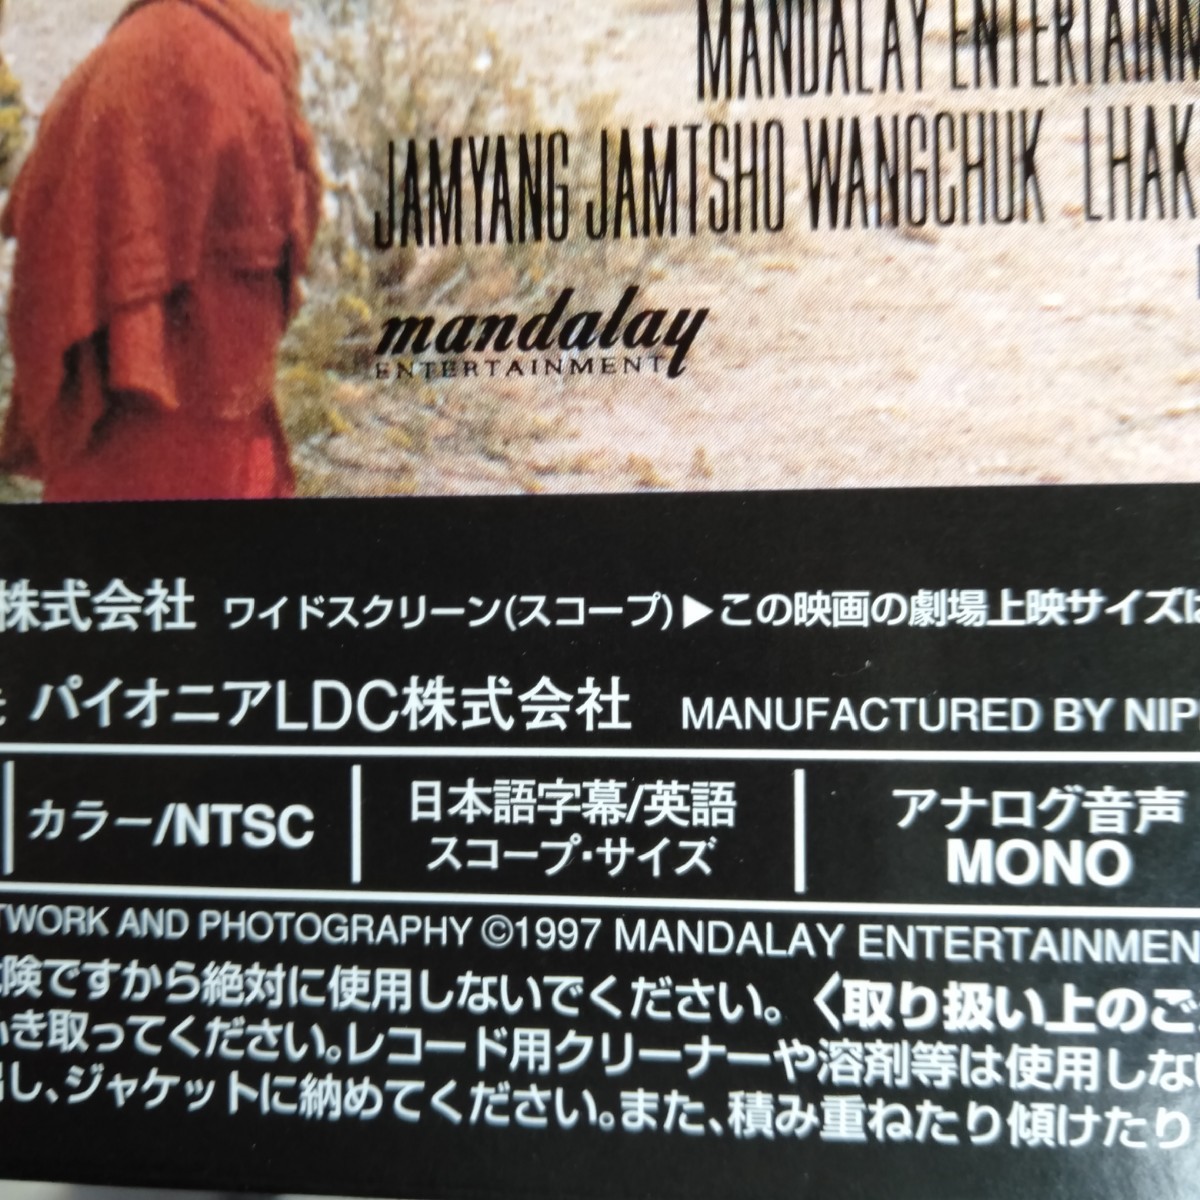 MANDALAY ENTERTAINM
JAMYANG JAMTSHO WANGCHUK LHAK
mandalay
ENTERTAINMENT
株式会社 ワイドスクリーン(スコープ)▶この映画の劇場上映サイズは
パイオニアLDC株式会社 MANUFACTURED BY NIP
カラー/NTSC
日本語字幕/英語
スコープ・サイズ
アナログ音声
MONO
TWORK AND PHOTOGRAPHY ©1997 MANDALAY ENTERTAINMEN
険ですから絶対に使用しないでください。〈取り扱い上のご
き取ってください。レコード用クリーナーや溶剤等は使用しな
出し、ジャケットに納めてください。また、積み重ねたり傾けたり